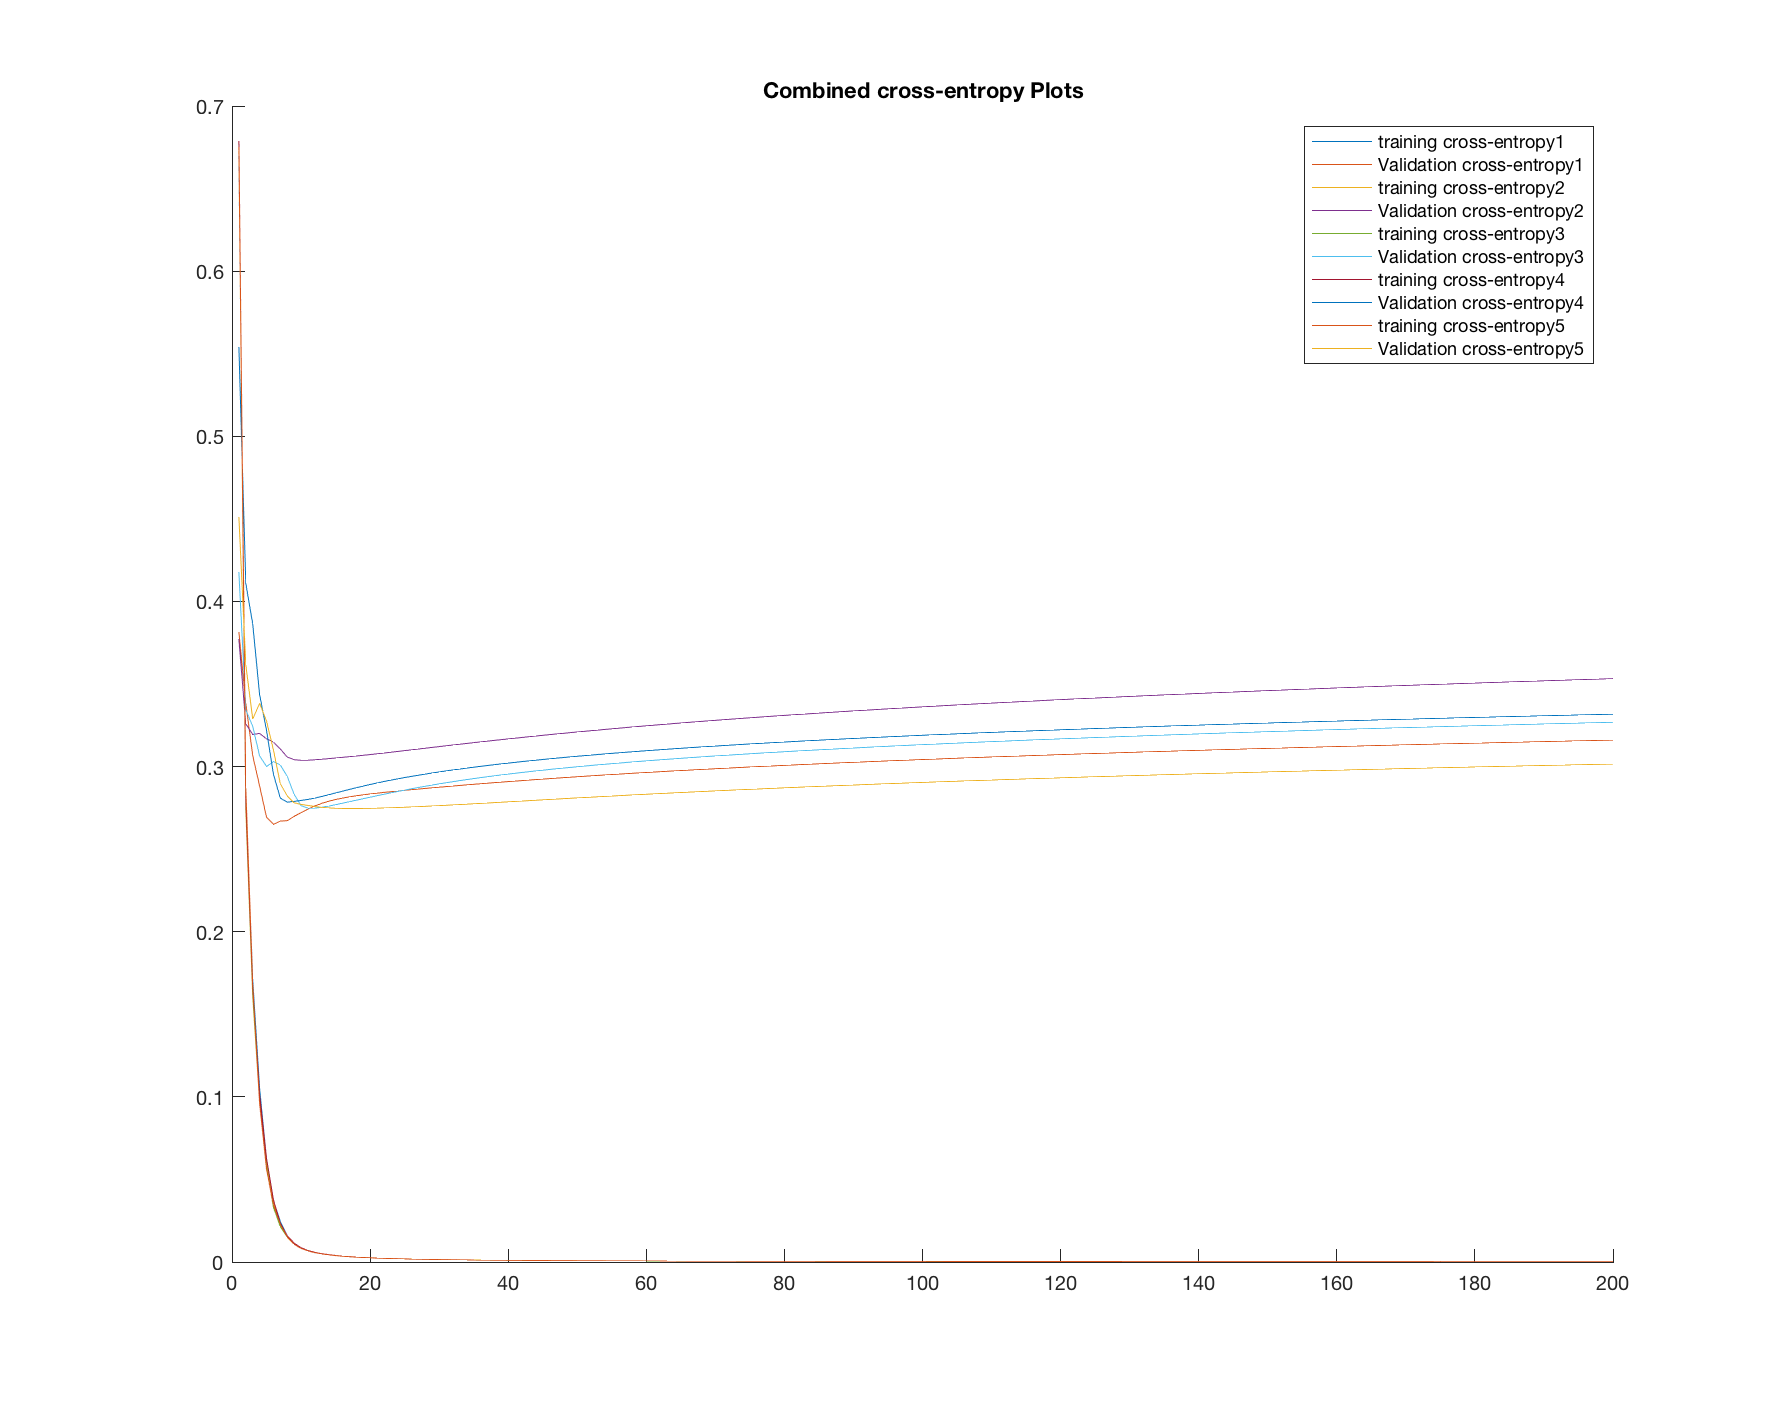 Combined cross-entropy Plots
0.7
0.6
0.5
0.4
0.3
0.2
0.1
0
training cross-entropy1
Validation cross-entropy1
training cross-entropy2
Validation cross-entropy2
training cross-entropy3
Validation cross-entropy3
training cross-entropy4
Validation cross-entropy4
training cross-entropy5
Validation cross-entropy5
0 20 40 60 80 100 120 140 160 180 200